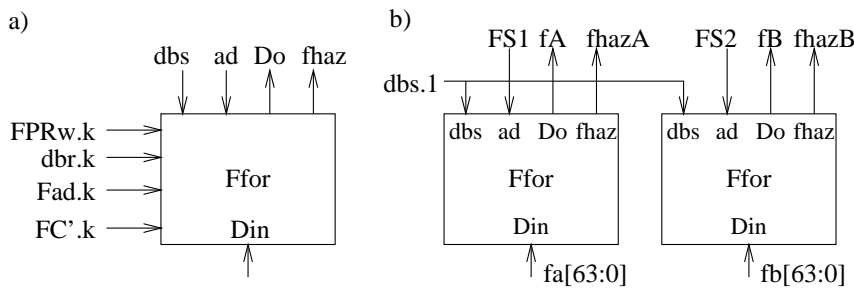 a)
dbs ad Do fhaz
FPRw.k
dbr.k
Fad.k
FC'.k
Ffor
Din
b)
FS1 fA fhazA FS2 fB fhazB
dbs.1
dbs ad Do fhaz dbs ad Do fhaz
Ffor Ffor
Din Din
fa[63:0] fb[63:0]